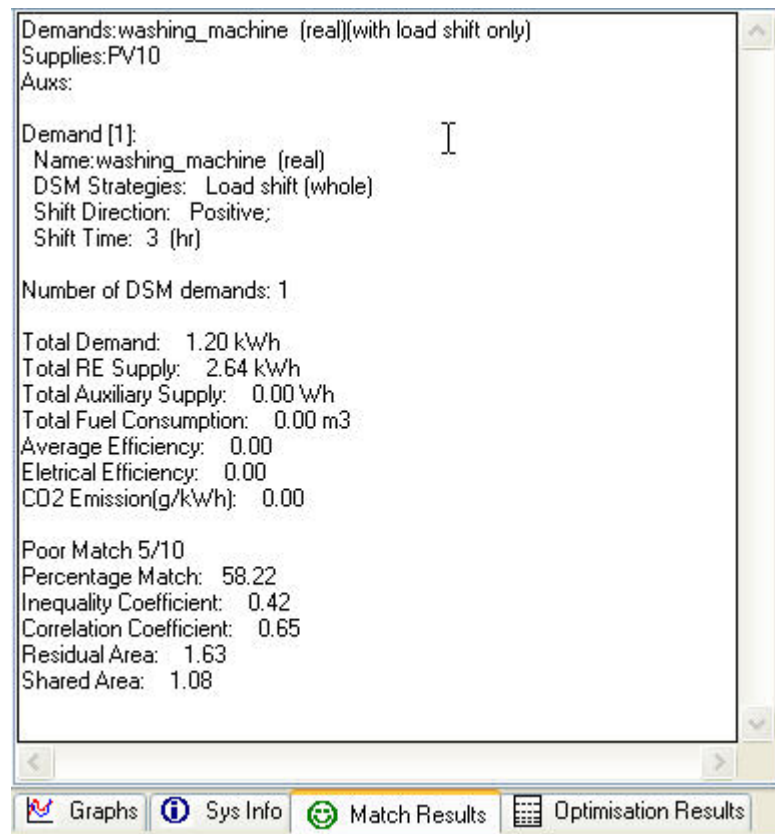 Demands:washing_machine (real)(with load shift only)
Supplies:PV10
Auxs:
Demand [1]:
Name:washing_machine (real)
DSM Strategies: Load shift (whole)
Shift Direction: Positive;
Shift Time: 3 (hr)
Number of DSM demands: 1
Total Demand: 1.20 kWh
Total RE Supply: 2.64 kWh
Total Auxiliary Supply: 0.00 Wh
Total Fuel Consumption: 0.00 m3
Average Efficiency: 0.00
Eletrical Efficiency: 0.00
CO2 Emission(g/kWh): 0.00
Poor Match 5/10
Percentage Match: 58.22
Inequality Coefficient: 0.42
Correlation Coefficient: 0.65
Residual Area: 1.63
Shared Area: 1.08
Graphs Sys Info Match Results Optimisation Results